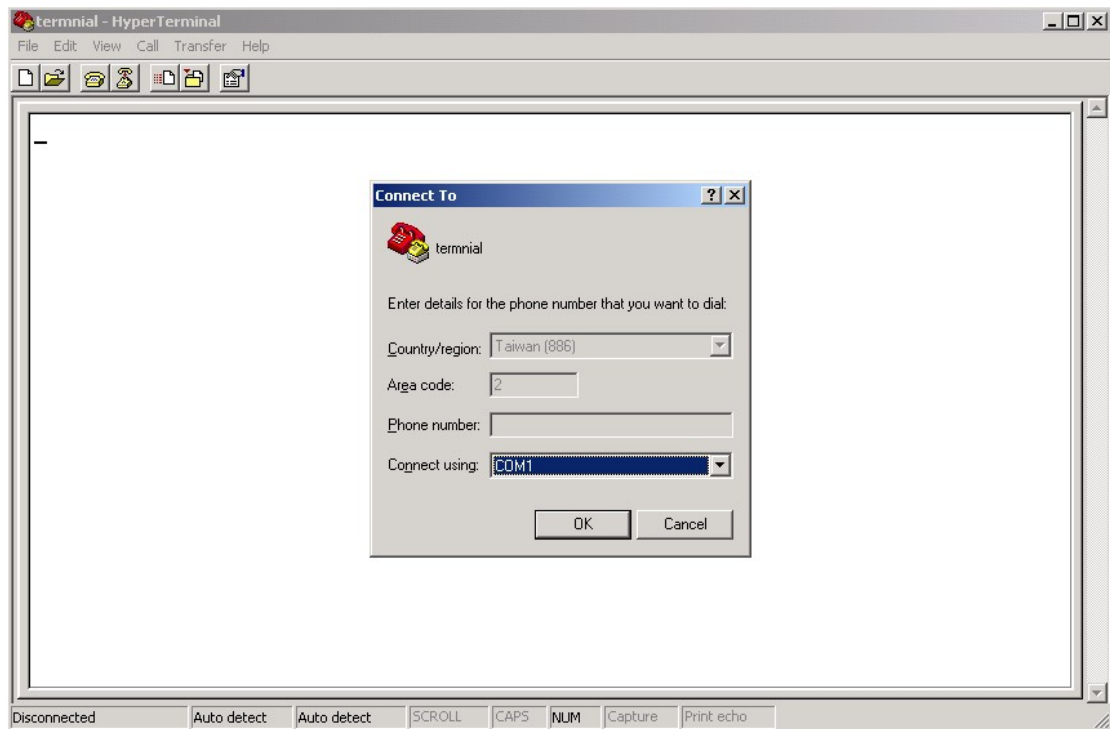 termnial - HyperTerminal
File Edit View Call Transfer Help
Connect To
termnial
Enter details for the phone number that you want to dial:
Country/region: Taiwan (886)
Area code: 2
Phone number:
Connect using: COM1
OK Cancel
Disconnected Auto detect Auto detect SCROLL CAPS NUM Capture Print echo